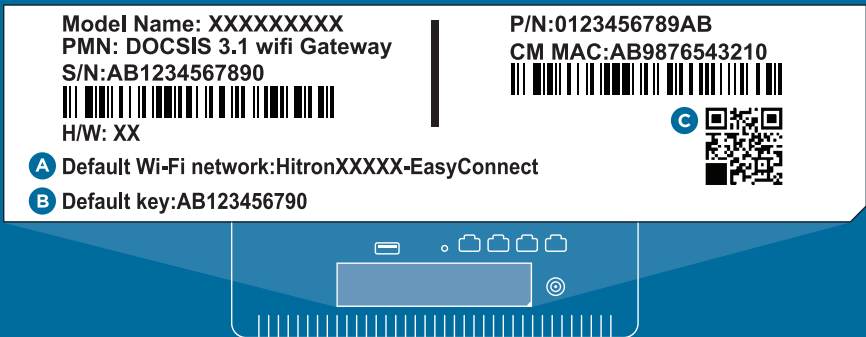 Model Name: XXXXXXXXX
PMN: DOCSIS 3.1 wifi Gateway
S/N:AB1234567890
H/W: XX
P/N:0123456789AB
CM MAC:AB9876543210
C
A Default Wi-Fi network:HitronXXXXX-EasyConnect
B Default key:AB123456790